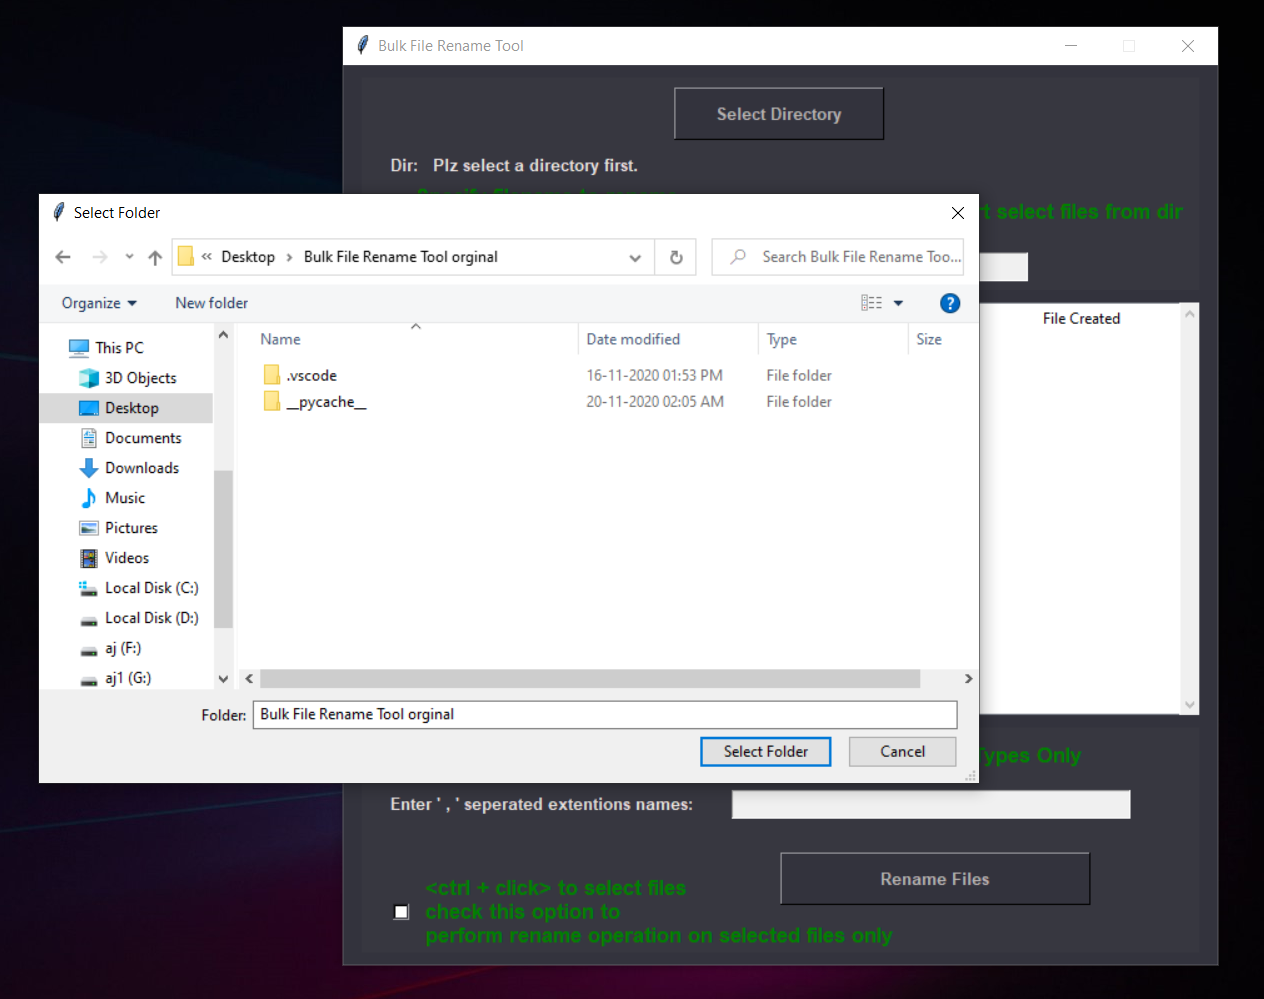 Bulk File Rename Tool
Select Directory
Dir: Plz select a directory first.
select files from dir
Select Folder
« Desktop › Bulk File Rename Tool orginal
Search Bulk File Rename Too...
Organize
New folder
?
File Created
Name
Date modified
Type
Size
This PC
3D Objects
Desktop
Documents
Downloads
Music
Pictures
Videos
Local Disk (C:)
Local Disk (D:)
aj (F:)
aj1 (G:)
.vscode 16-11-2020 01:53 PM File folder
__pycache__ 20-11-2020 02:05 AM File folder
Folder: Bulk File Rename Tool orginal
Select Folder
Cancel
Types Only
Enter ' , ' seperated extentions names:
Rename Files
<ctrl + click> to select files
check this option to
perform rename operation on selected files only